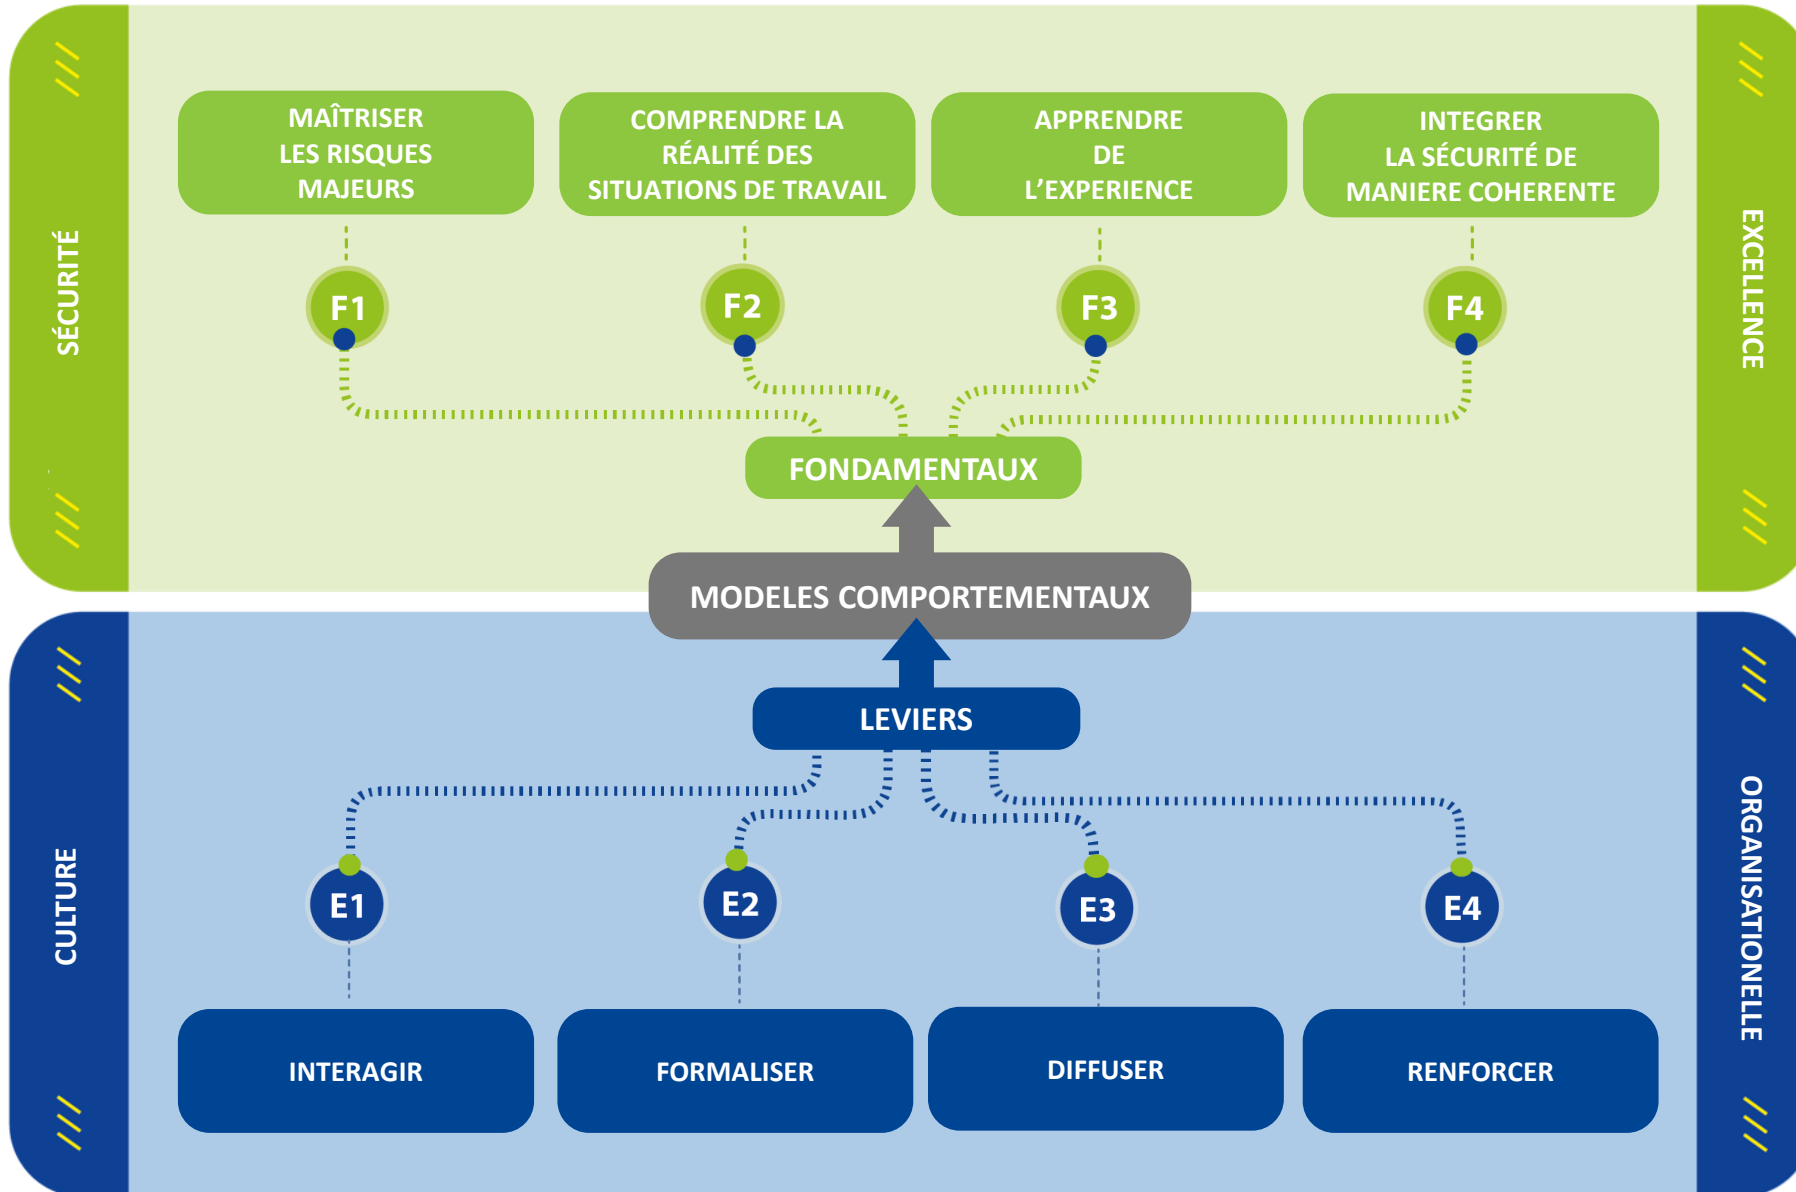 SÉCURITÉ
EXCELLENCE
MAÎTRISER
LES RISQUES
MAJEURS
COMPRENDRE LA
RÉALITÉ DES
SITUATIONS DE TRAVAIL
APPRENDRE
DE
L'EXPERIENCE
INTEGRER
LA SÉCURITÉ DE
MANIERE COHERENTE
F1
F2
F3
F4
FONDAMENTAUX
MODELES COMPORTEMENTAUX
LEVIERS
CULTURE
ORGANISATIONELLE
E1
E2
E3
E4
INTERAGIR
FORMALISER
DIFFUSER
RENFORCER